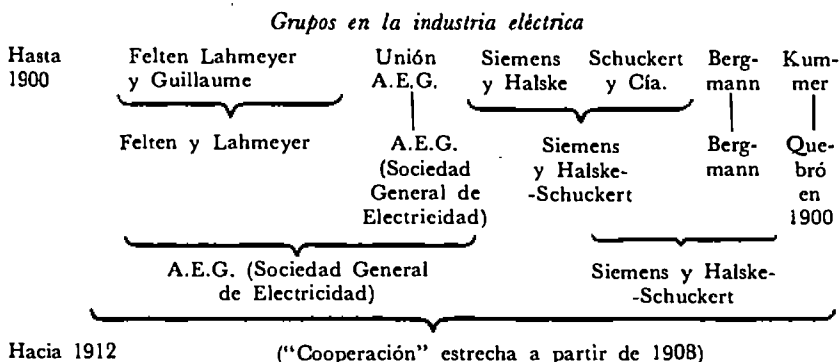 Grupos en la industria eléctrica
Hasta Felten Lahmeyer Unión Siemens Schuckert Berg- Kum-
1900 y Guillaume A.E.G. y Halske y Cía. mann mer
Felten y Lahmeyer A.E.G. Siemens Berg- Que-
(Sociedad y Halske- mann bró
General de -Schuckert en
Electricidad) 1900
A.E.G. (Sociedad General Siemens y Halske-
de Electricidad) -Schuckert
Hacia 1912 ("Cooperación" estrecha a partir de 1908)